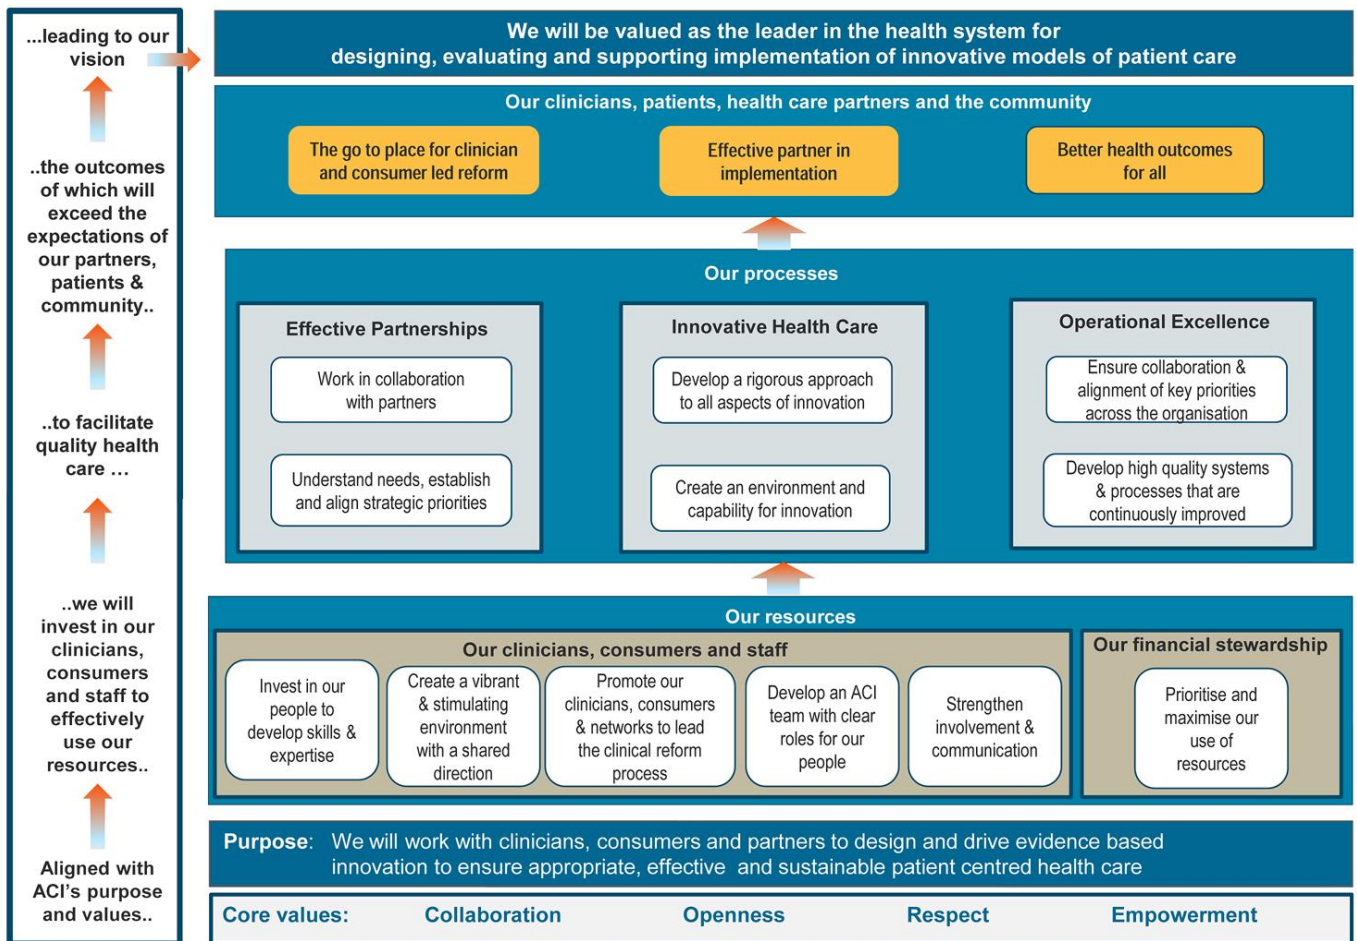 ...leading to our
vision
..the outcomes
of which will
exceed the
expectations of
our partners,
patients &
community..
..to facilitate
quality health
care ...
..we will
invest in our
clinicians,
consumers
and staff to
effectively
use our
resources..
Aligned with
ACI's purpose
and values..
We will be valued as the leader in the health system for
designing, evaluating and supporting implementation of innovative models of patient care
Our clinicians, patients, health care partners and the community
The go to place for clinician
and consumer led reform
Effective partner in
implementation
Better health outcomes
for all
Our processes
Effective Partnerships
Work in collaboration
with partners
Understand needs, establish
and align strategic priorities
Innovative Health Care
Develop a rigorous approach
to all aspects of innovation
Create an environment and
capability for innovation
Operational Excellence
Ensure collaboration &
alignment of key priorities
across the organisation
Develop high quality systems
& processes that are
continuously improved
Our resources
Our clinicians, consumers and staff
Invest in our
people to
develop skills &
expertise
Create a vibrant
& stimulating
environment
with a shared
direction
Promote our
clinicians, consumers
& networks to lead
the clinical reform
process
Develop an ACI
team with clear
roles for our
people
Strengthen
involvement &
communication
Our financial stewardship
Prioritise and
maximise our
use of
resources
Purpose: We will work with clinicians, consumers and partners to design and drive evidence based
innovation to ensure appropriate, effective and sustainable patient centred health care
Core values: Collaboration Openness Respect Empowerment